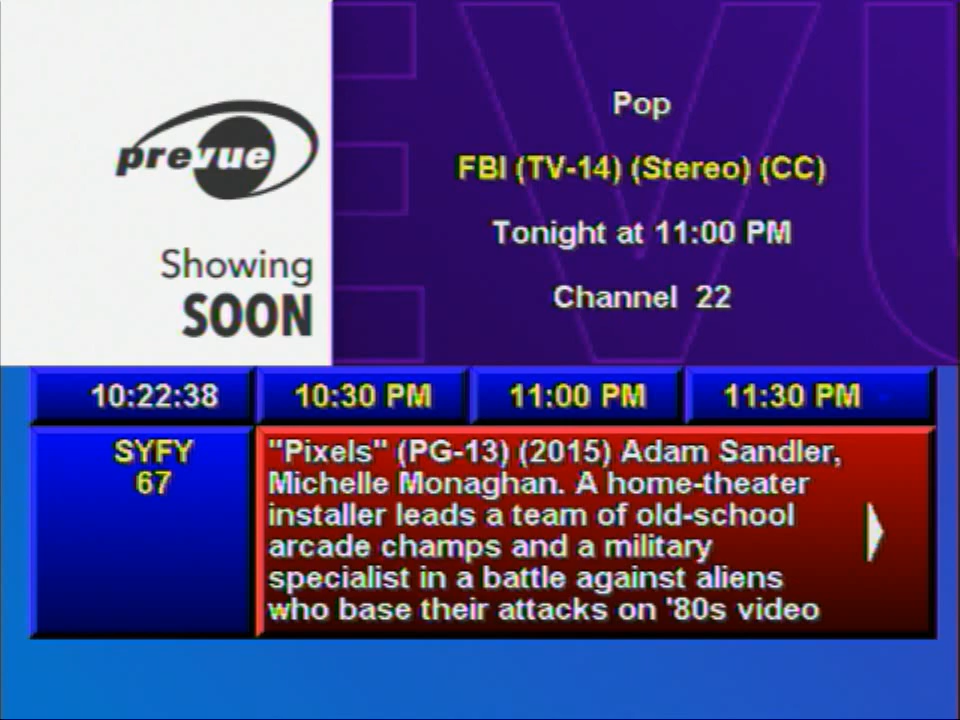 prevue
Showing
SOON
Pop
FBI (TV-14) (Stereo) (CC)
Tonight at 11:00 PM
Channel 22
10:22:38
10:30 PM
11:00 PM
11:30 PM
SYFY
67
"Pixels" (PG-13) (2015) Adam Sandler,
Michelle Monaghan. A home-theater
installer leads a team of old-school
arcade champs and a military
specialist in a battle against aliens
who base their attacks on '80s video